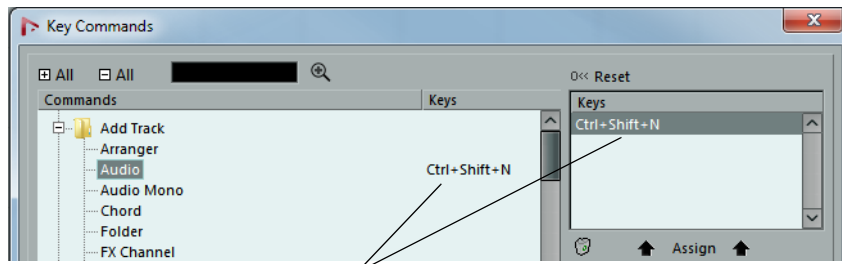 Key Commands
All All
0<< Reset
Commands Keys
Keys
Add Track
Ctrl+Shift+N
Arranger
Audio Ctrl+Shift+N
Audio Mono
Chord
Folder
FX Channel
Assign